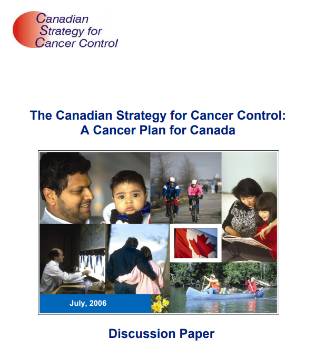 Canadian
Strategy for
Cancer Control
The Canadian Strategy for Cancer Control:
A Cancer Plan for Canada
July, 2006
Discussion Paper